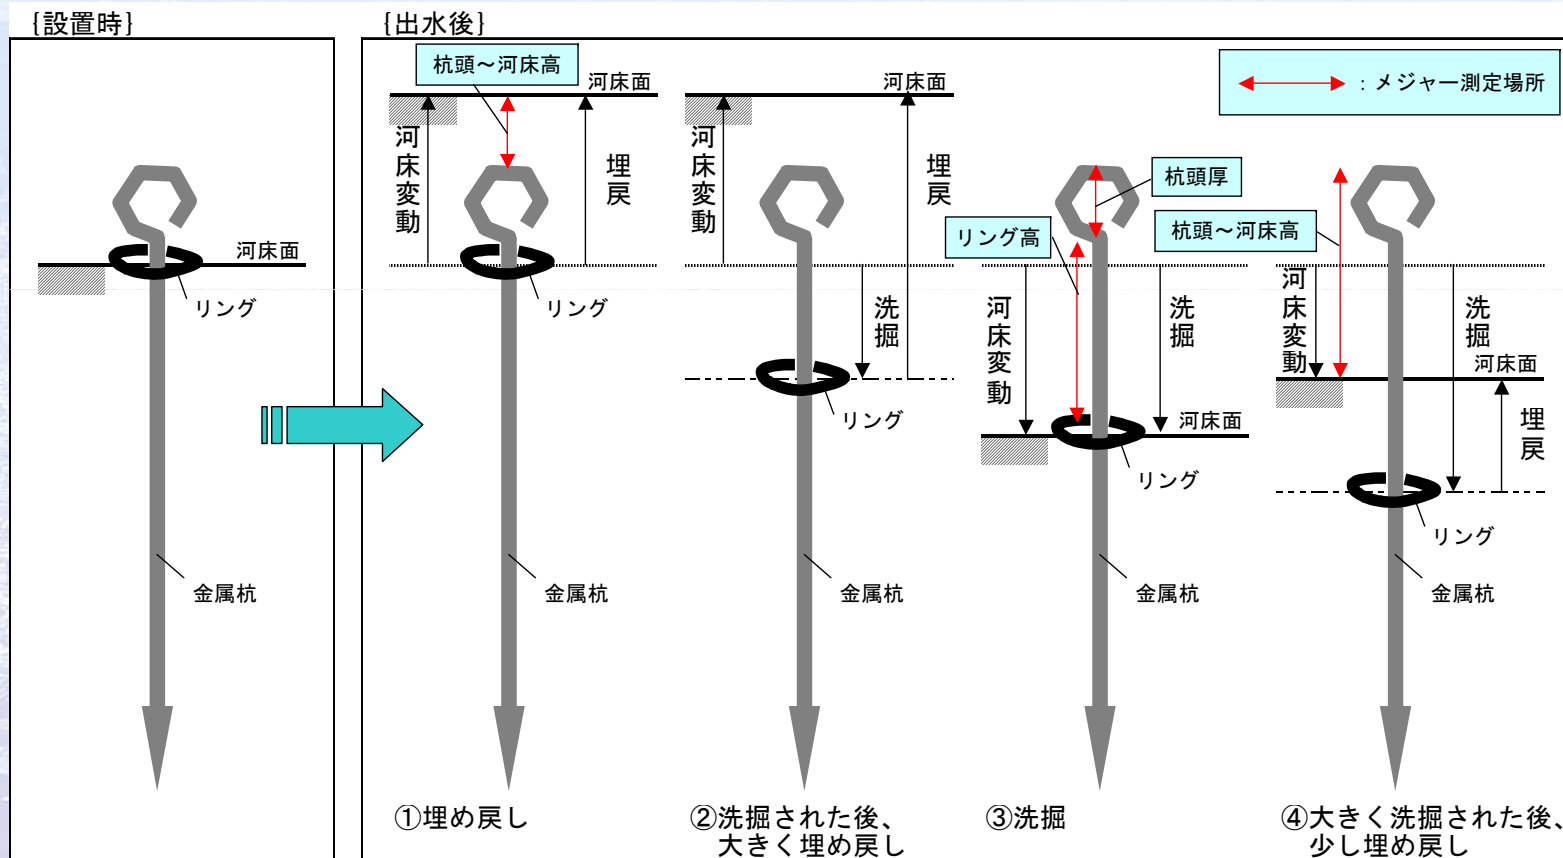 {設置時}
河床面
リング
金属杭
{出水後}
杭頭～河床高
河床面
河床変動
埋戻
リング
金属杭
①埋め戻し
河床面
河床変動
埋戻
洗掘
リング
金属杭
②洗掘された後、
大きく埋め戻し
杭頭厚
リング高
河床変動
洗掘
河床面
リング
金属杭
③洗掘
：メジャー測定場所
杭頭～河床高
河床変動
洗掘
河床面
埋戻
リング
金属杭
④大きく洗掘された後、
少し埋め戻し